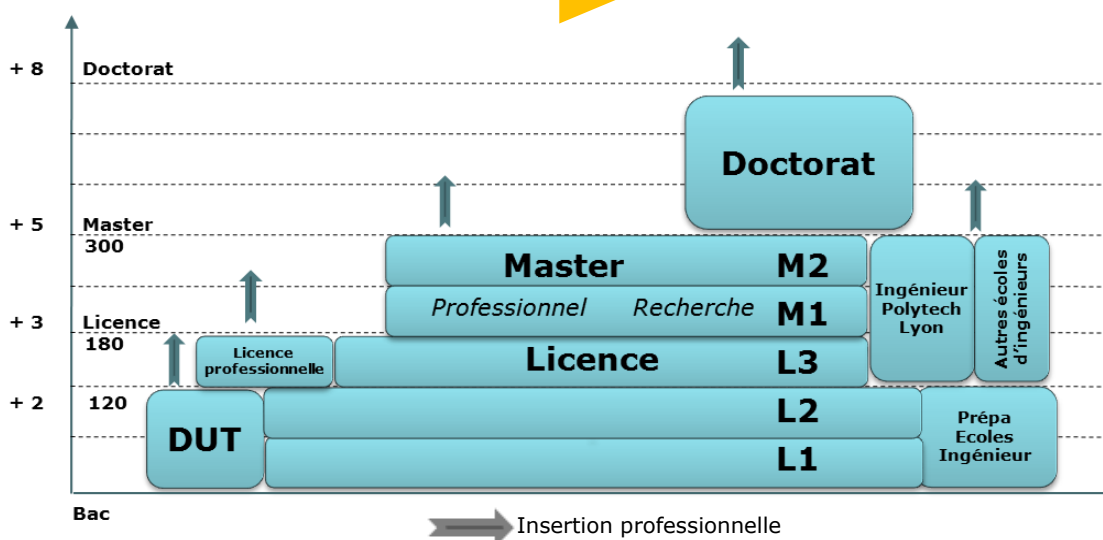 + 8
Doctorat
Doctorat
+ 5
Master
300
Master
M2
Professionnel
Recherche
M1
Ingénieur
Polytech
Lyon
Autres écoles
d'ingénieurs
+ 3
Licence
180
Licence
professionnelle
Licence
L3
+ 2
120
DUT
L2
L1
Prépa
Ecoles
Ingénieur
Bac
Insertion professionnelle